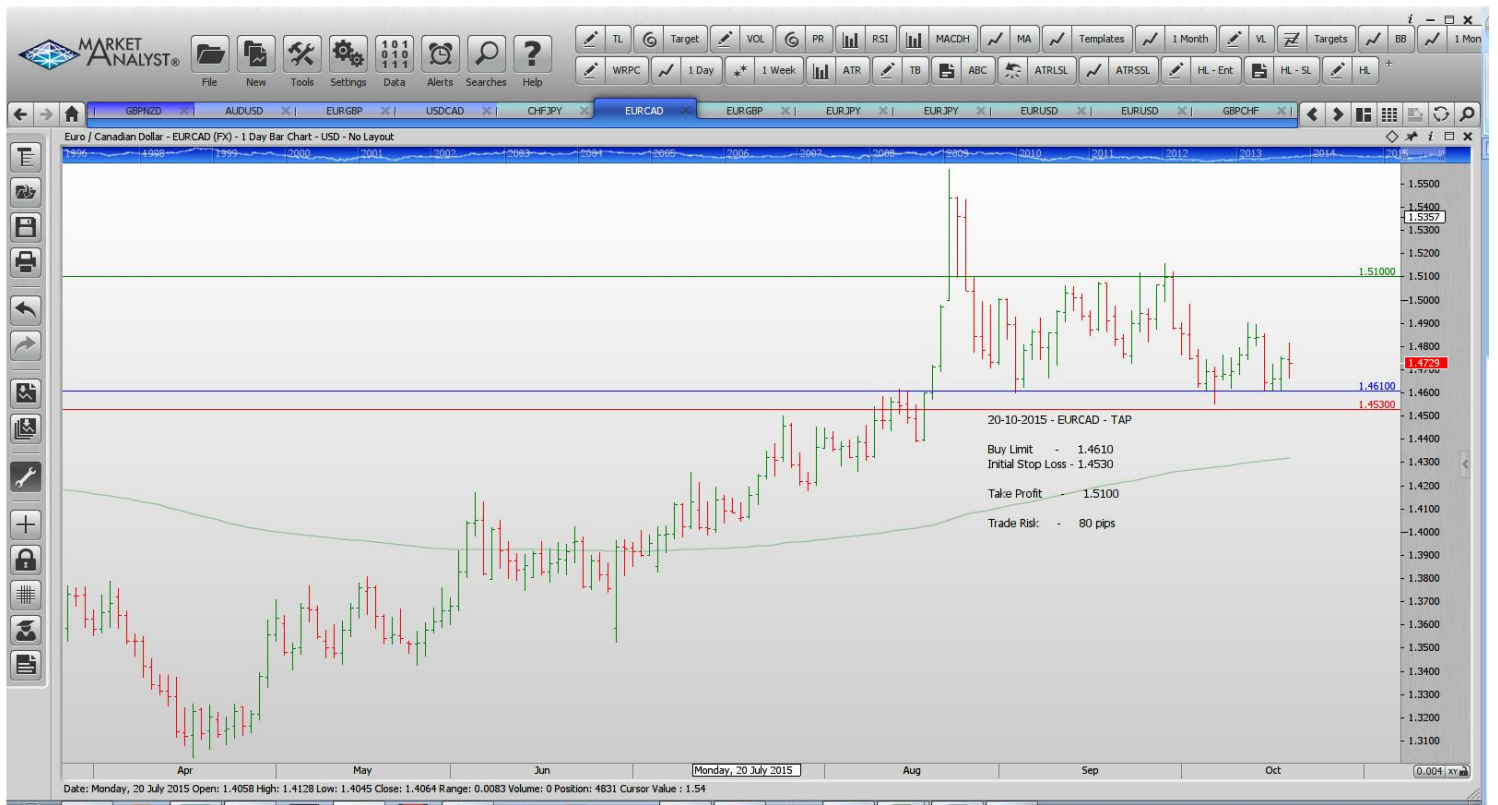 MARKET
ANALYST®
File New Tools Settings Data Alerts Searches Help
101
010
111
TL Target VOL PR RSI MACDH MA Templates 1 Month VL Targets BB 1 Mon
WRPC 1 Day 1 Week ATR TB ABC ATRLSL ATRSSL HL - Ent HL - SL HL
GBPNZD AUDUSD EURGBP USDCAD CHFJPY EURCAD EURGBP EURJPY EURJPY EURUSD EURUSD GBPCHF
Euro / Canadian Dollar - EURCAD (FX) - 1 Day Bar Chart - USD - No Layout
1996 1998 1999 2000 2001 2002 2003 2004 2005 2006 2007 2008 2009 2010 2011 2012 2013 2014 2015
1.5500
1.5400
1.5357
1.5300
1.5200
1.51000
1.5100
1.5000
1.4900
1.4800
1.4729
1.4700
1.46100
1.4600
1.45300
1.4500
1.4400
1.4300
1.4200
1.4100
1.4000
1.3900
1.3800
1.3700
1.3600
1.3500
1.3400
1.3300
1.3200
1.3100
20-10-2015 - EURCAD - TAP
Buy Limit - 1.4610
Initial Stop Loss - 1.4530
Take Profit - 1.5100
Trade Risk - 80 pips
Apr May Jun Monday, 20 July 2015 Aug Sep Oct 0.004 XY
Date: Monday, 20 July 2015 Open: 1.4058 High: 1.4128 Low: 1.4045 Close: 1.4064 Range: 0.0083 Volume: 0 Position: 4831 Cursor Value : 1.54